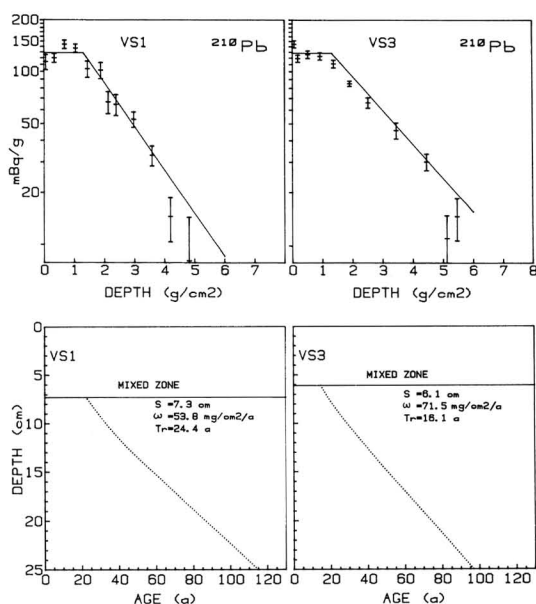 VS1 ²¹⁰Pb
VS3 ²¹⁰Pb
mBq/g
200
150
100
50
20
0 1 2 3 4 5 6 7
0 1 2 3 4 5 6 7 8
DEPTH (g/cm2)
DEPTH (g/cm2)
DEPTH (cm)
0
5
10
15
20
25
VS1
MIXED ZONE
S =7.3 cm
ω =53.8 mg/cm2/a
Tr=24.4 a
VS3
MIXED ZONE
S =6.1 cm
ω =71.5 mg/cm2/a
Tr=16.1 a
0 20 40 60 80 100 120
0 20 40 60 80 100 120
AGE (a)
AGE (a)